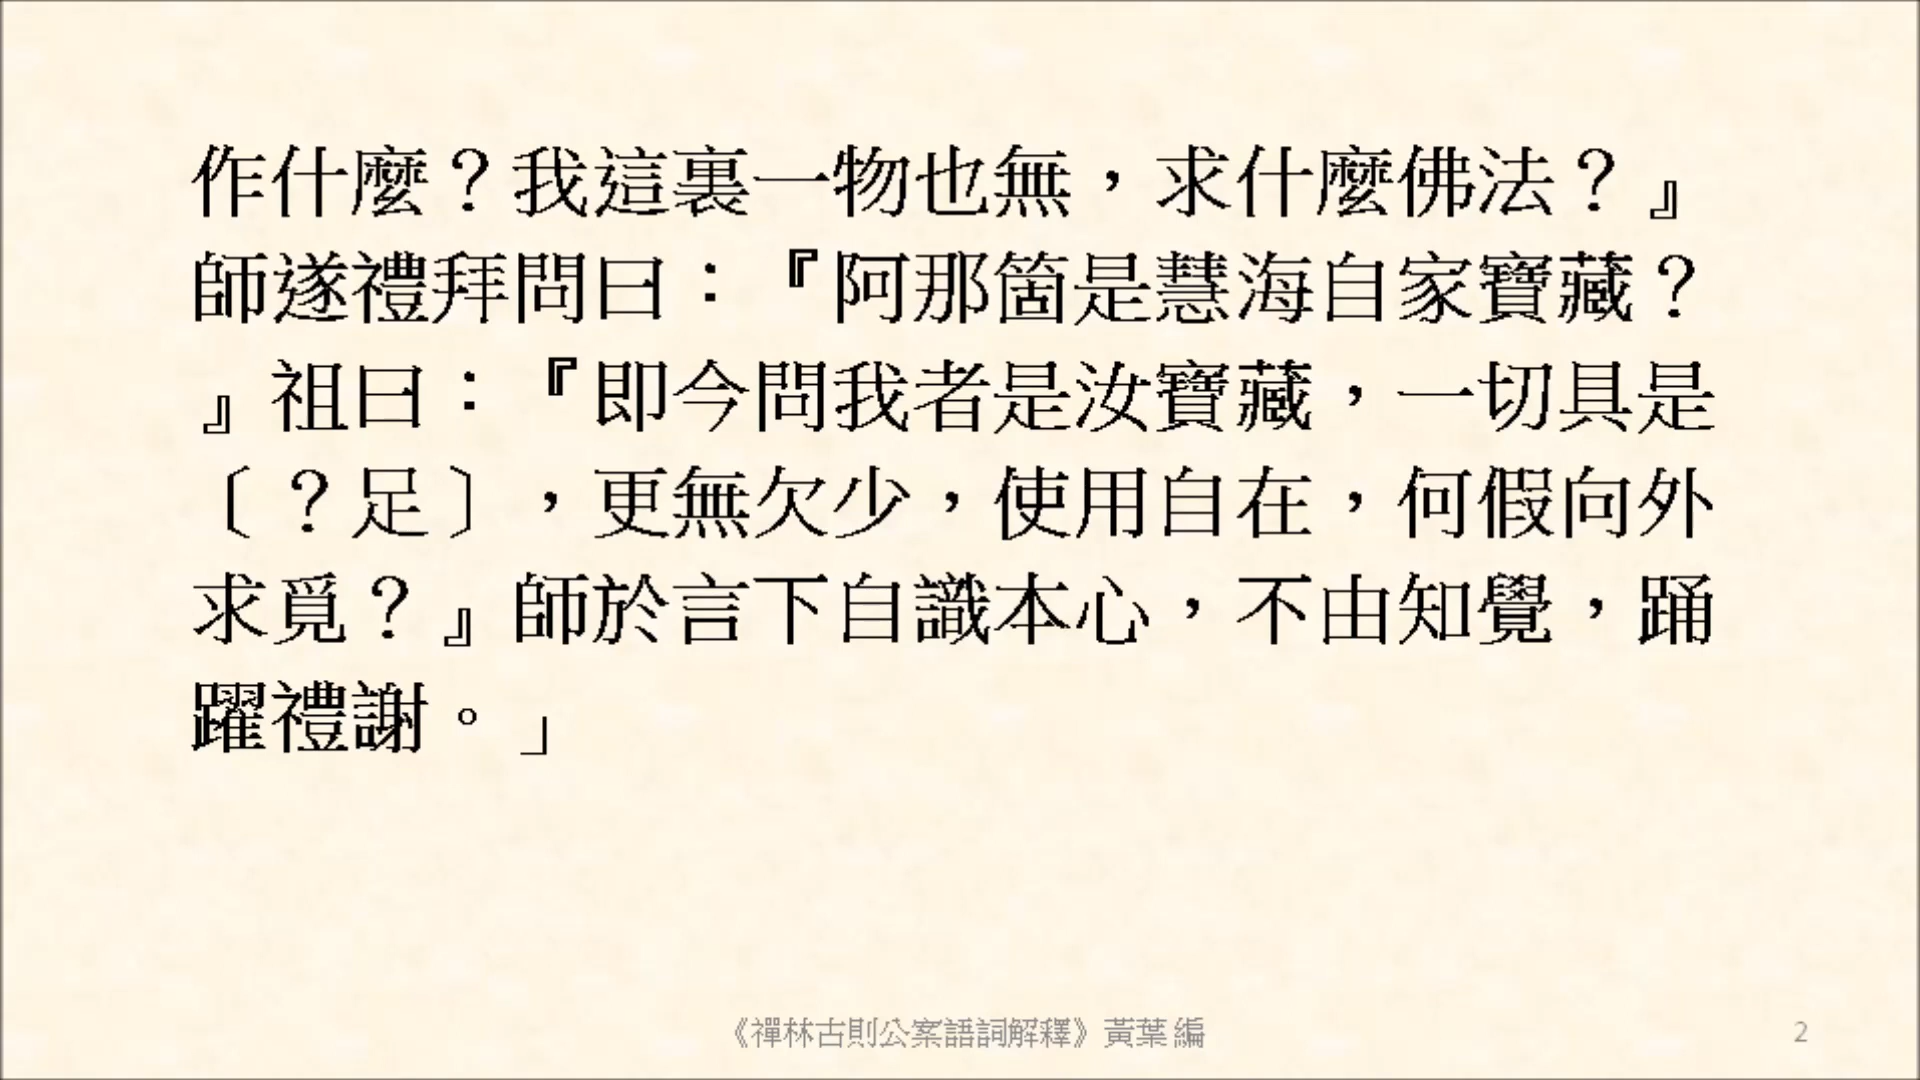 作什麼？我這裏一物也無，求什麼佛法？』
師遂禮拜問曰：『阿那箇是慧海自家寶藏？
』祖曰：『即今問我者是汝寶藏，一切具是
〔？足〕，更無欠少，使用自在，何假向外
求覓？』師於言下自識本心，不由知覺，踊
躍禮謝。」
《禪林古則公案語詞解釋》黃葉 編
2